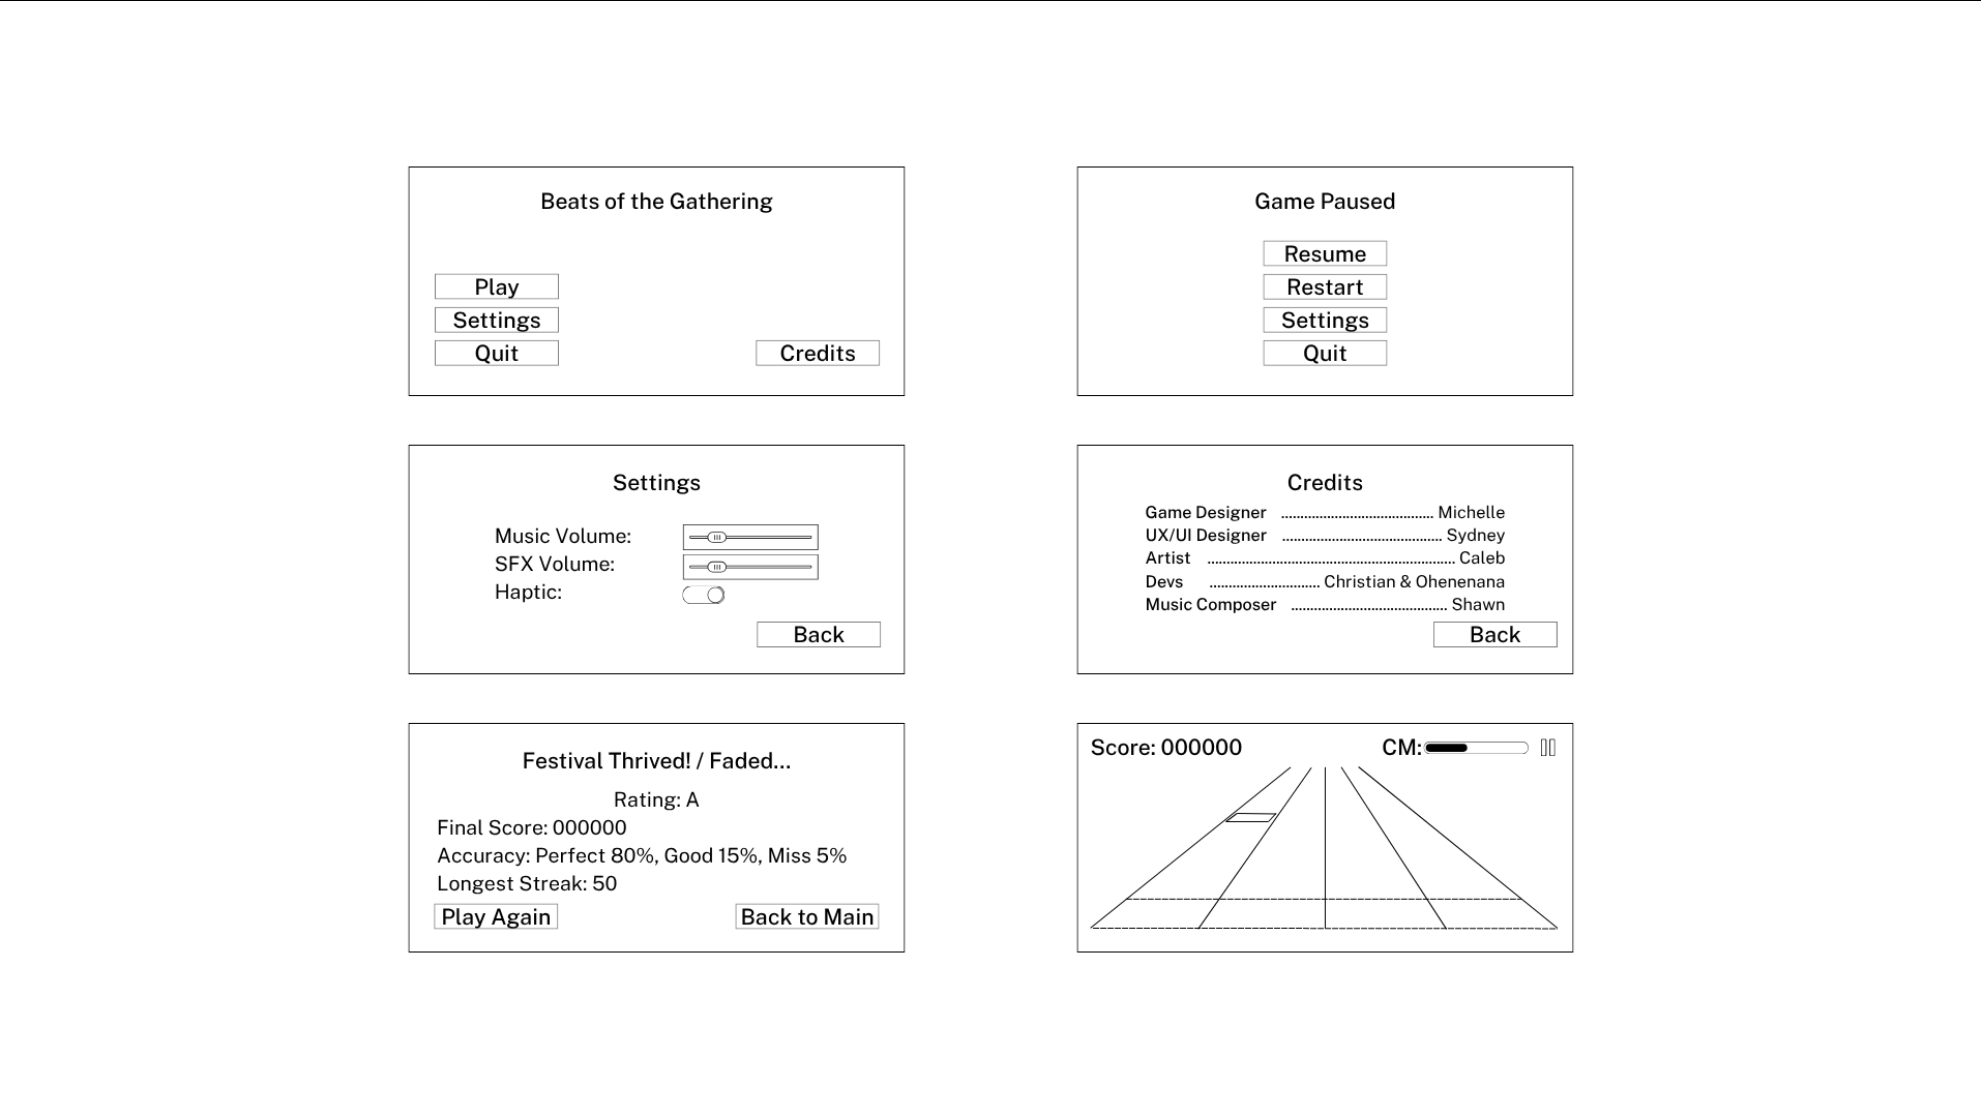 Beats of the Gathering
Play
Settings
Quit
Credits
Game Paused
Resume
Restart
Settings
Quit
Settings
Music Volume:
SFX Volume:
Haptic:
Back
Credits
Game Designer ........................................ Michelle
UX/UI Designer .......................................... Sydney
Artist ................................................................ Caleb
Devs ............................. Christian & Ohenenana
Music Composer ......................................... Shawn
Back
Festival Thrived! / Faded...
Rating: A
Final Score: 000000
Accuracy: Perfect 80%, Good 15%, Miss 5%
Longest Streak: 50
Play Again
Back to Main
Score: 000000
CM: